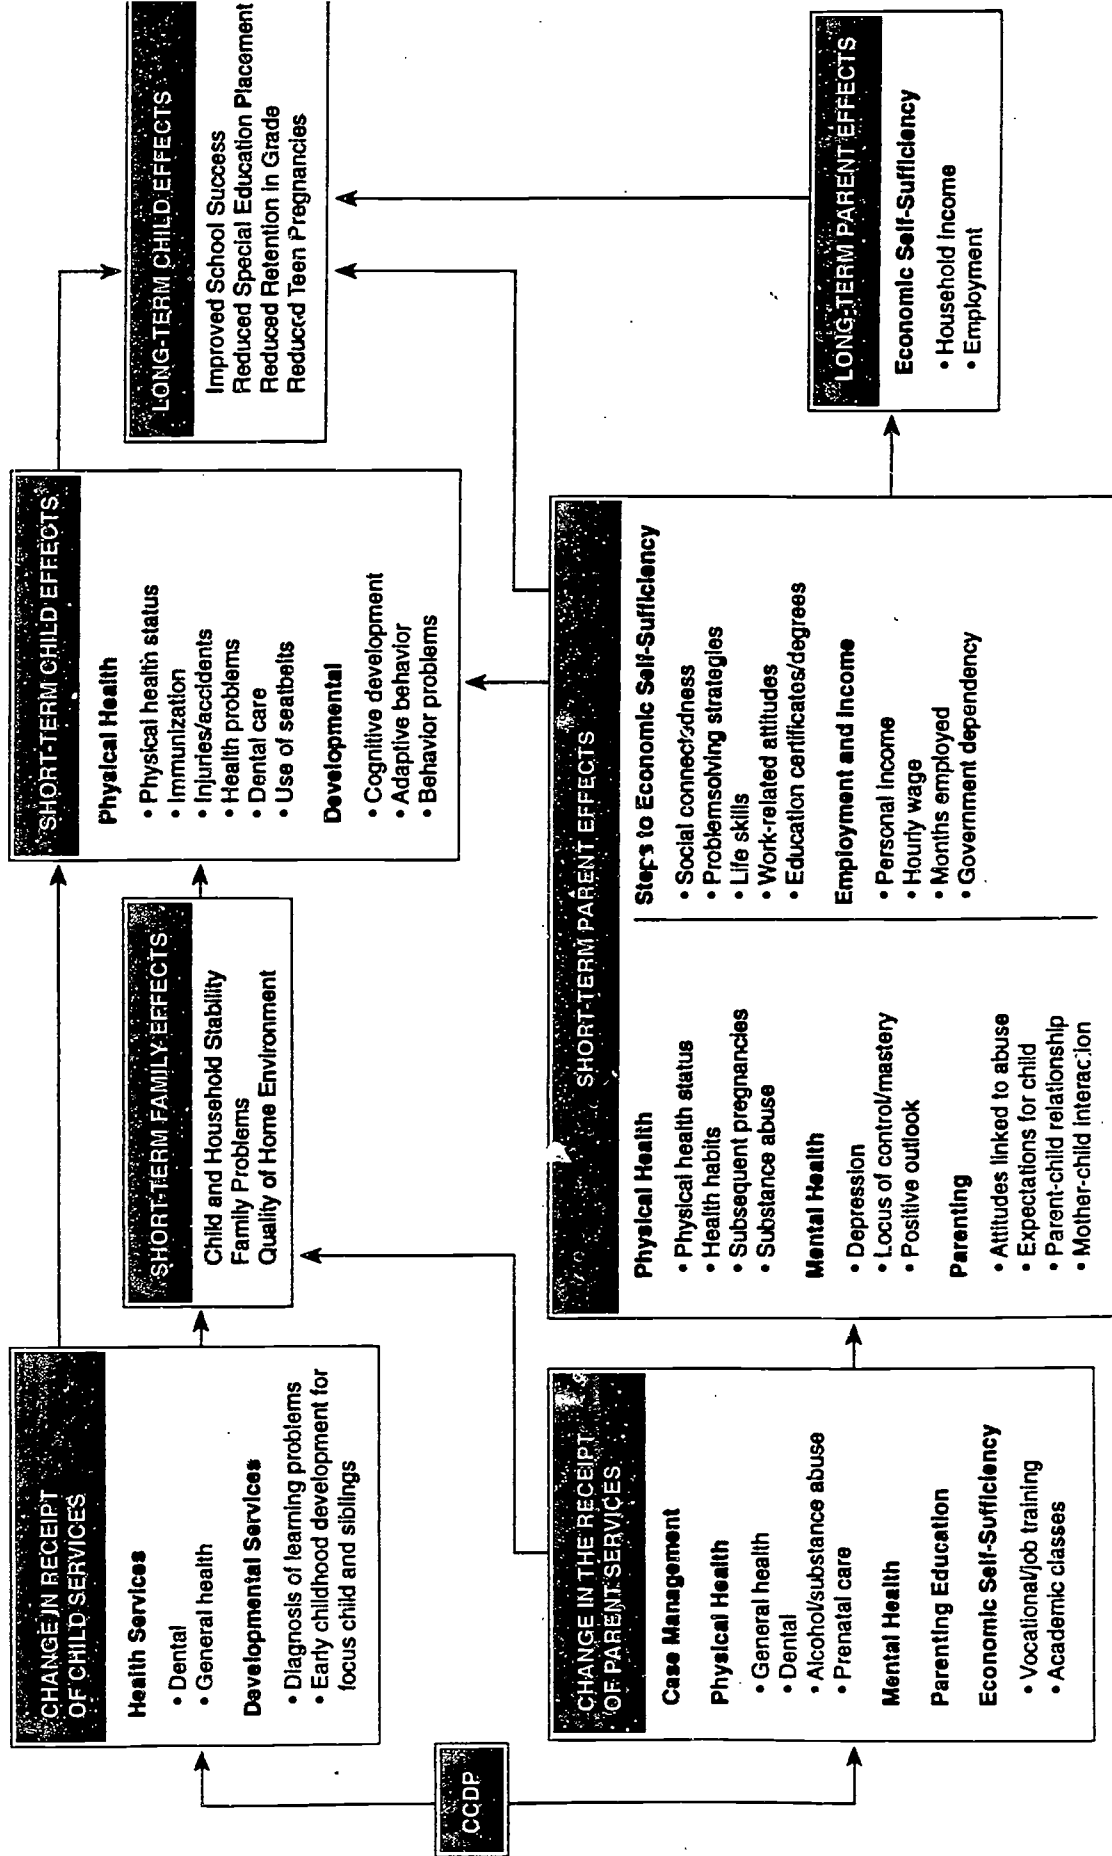 CCDP
CHANGE IN RECEIPT
OF CHILD SERVICES
Health Services
• Dental
• General health
Developmental Services
• Diagnosis of learning problems
• Early childhood development for
focus child and siblings
CHANGE IN THE RECEIPT
OF PARENT SERVICES
Case Management
Physical Health
• General health
• Dental
• Alcohol/substance abuse
• Prenatal care
Mental Health
Parenting Education
Economic Self-Sufficiency
• Vocational/job training
• Academic classes
SHORT-TERM FAMILY EFFECTS
Child and Household Stability
Family Problems
Quality of Home Environment
SHORT-TERM CHILD EFFECTS
Physical Health
• Physical health status
• Immunization
• Injuries/accidents
• Health problems
• Dental care
• Use of seatbelts
Developmental
• Cognitive development
• Adaptive behavior
• Behavior problems
SHORT-TERM PARENT EFFECTS
Physical Health
• Physical health status
• Health habits
• Subsequent pregnancies
• Substance abuse
Mental Health
• Depression
• Locus of control/mastery
• Positive outlook
Parenting
• Attitudes linked to abuse
• Expectations for child
• Parent-child relationship
• Mother-child interaction
Steps to Economic Self-Sufficiency
• Social connectedness
• Problemsolving strategies
• Life skills
• Work-related attitudes
• Education certificates/degrees
Employment and Income
• Personal Income
• Hourly wage
• Months employed
• Government dependency
LONG-TERM CHILD EFFECTS
Improved School Success
Reduced Special Education Placement
Reduced Retention in Grade
Reduced Teen Pregnancies
LONG-TERM PARENT EFFECTS
Economic Self-Sufficiency
• Household Income
• Employment